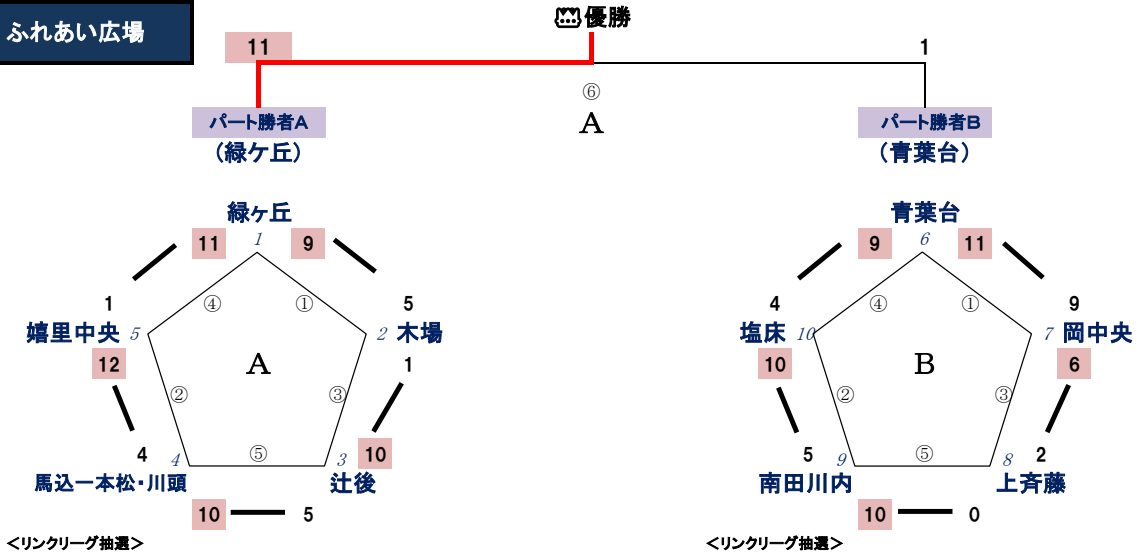 ふれあい広場
優勝
11
1
⑥
A
パート勝者A
(緑ケ丘)
パート勝者B
(青葉台)
緑ヶ丘
11 1 9
④ ①
1 5
嬉里中央 5
2 木場
12
A
1
② ③
4 4
3 10
⑤
馬込一本松・川頭
辻後
10 5
<リンクリーグ抽選>
青葉台
9 6 11
④ ①
4 9
塩床 10
7 岡中央
10
B
6
② ③
5 9
8 2
⑤
南田川内
上斉藤
10 0
<リンクリーグ抽選>